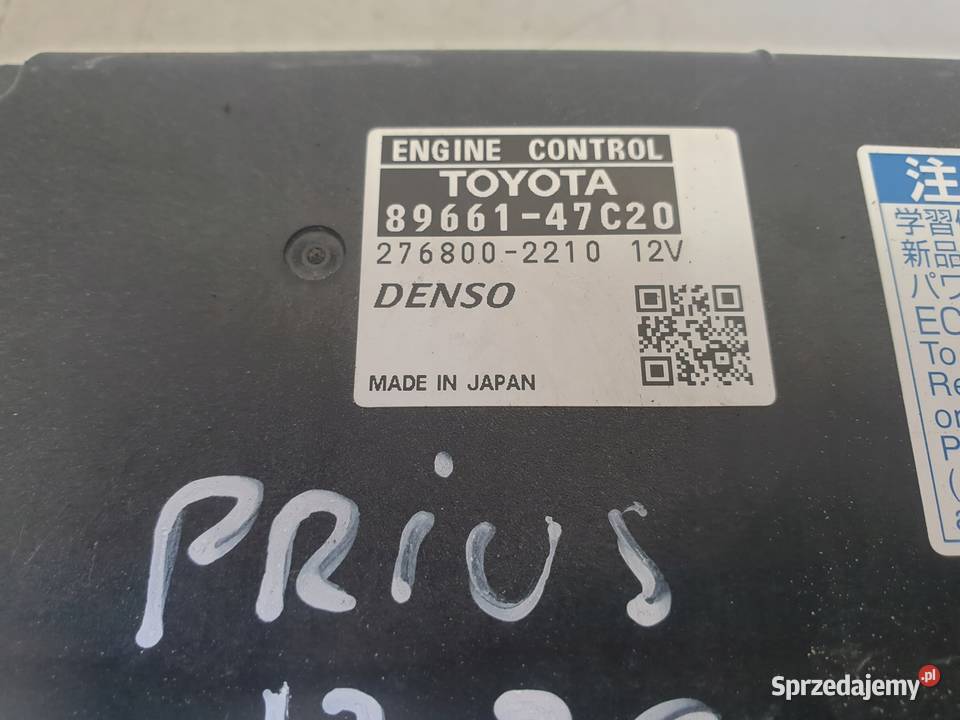 ENGINE CONTROL
TOYOTA
89661-47C20
276800-2210 12V
DENSO
MADE IN JAPAN
注
学習
新品
パワ
EC
To
Re
or
P
(
a
PRiUS
Sprzedajemy.pl